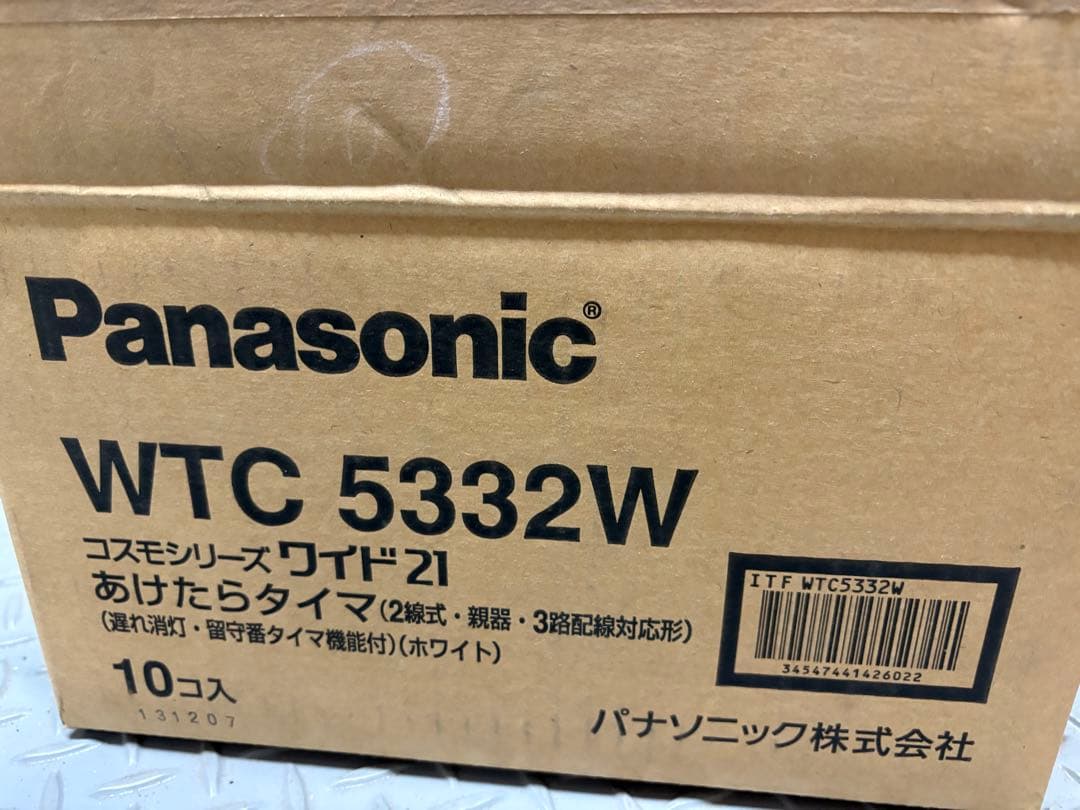 Panasonic®
WTC 5332W
コスモシリーズ ワイド21
あけたらタイマ(2線式・親器・3路配線対応形)
(遅れ消灯・留守番タイマ機能付)(ホワイト)
10コ入
131207
ITF WTC5332W
34547441426022
パナソニック株式会社